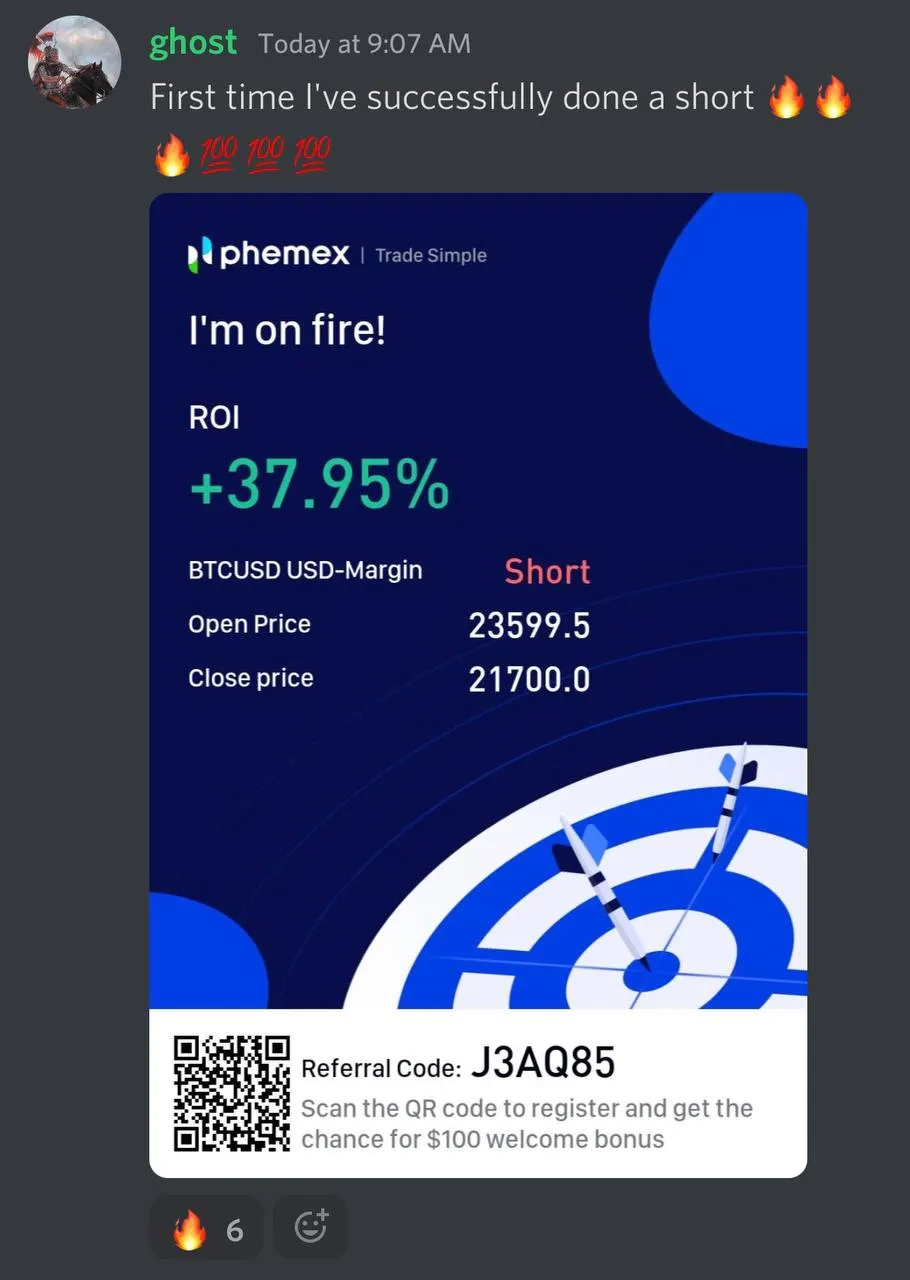 ghost Today at 9:07 AM
First time I've successfully done a short 🔥🔥
🔥💯💯💯
phemex | Trade Simple
I'm on fire!
ROI
+37.95%
BTCUSD USD-Margin Short
Open Price 23599.5
Close price 21700.0
Referral Code: J3AQ85
Scan the QR code to register and get the
chance for $100 welcome bonus
🔥 6